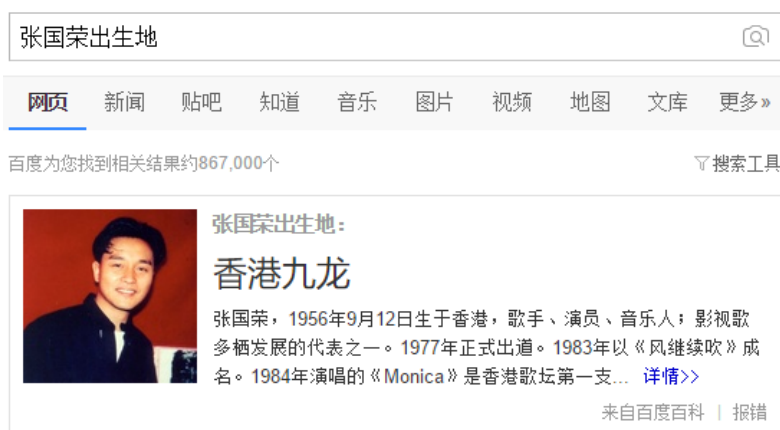 张国荣出生地
网页 新闻 贴吧 知道 音乐 图片 视频 地图 文库 更多»
百度为您找到相关结果约867,000个 搜索工具
张国荣出生地：
香港九龙
张国荣，1956年9月12日生于香港，歌手、演员、音乐人；影视歌
多栖发展的代表之一。1977年正式出道。1983年以《风继续吹》成
名。1984年演唱的《Monica》是香港歌坛第一支... 详情>>
来自百度百科 | 报错